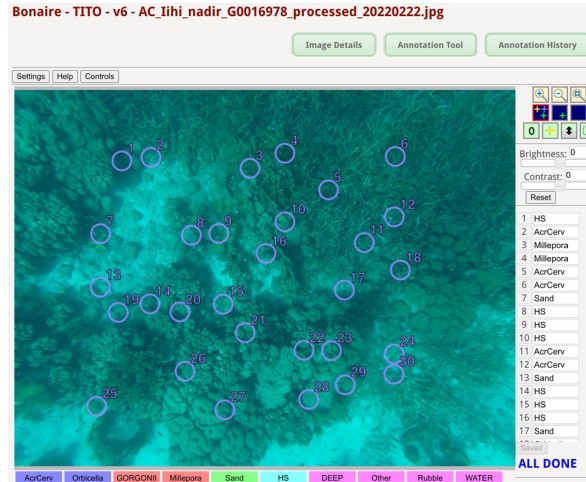 Bonaire - TITO - v6 - AC_Iihi_nadir_G0016978_processed_20220222.jpg
Image Details
Annotation Tool
Annotation History
Settings
Help
Controls
1
2
3
4
5
6
7
8
9
10
11
12
13
14
15
16
17
18
19
20
21
22
23
24
25
26
27
28
29
30
0
Brightness: 0
Contrast: 0
Reset
1 HS
2 AcrCerv
3 Millepora
4 Millepora
5 AcrCerv
6 AcrCerv
7 Sand
8 HS
9 HS
10 HS
11 AcrCerv
12 AcrCerv
13 Sand
14 HS
15 HS
16 HS
17 Sand
Saved
ALL DONE
AcrCerv
Orbicella
GORGONII
Millepora
Sand
HS
DEEP
Other
Rubble
WATER